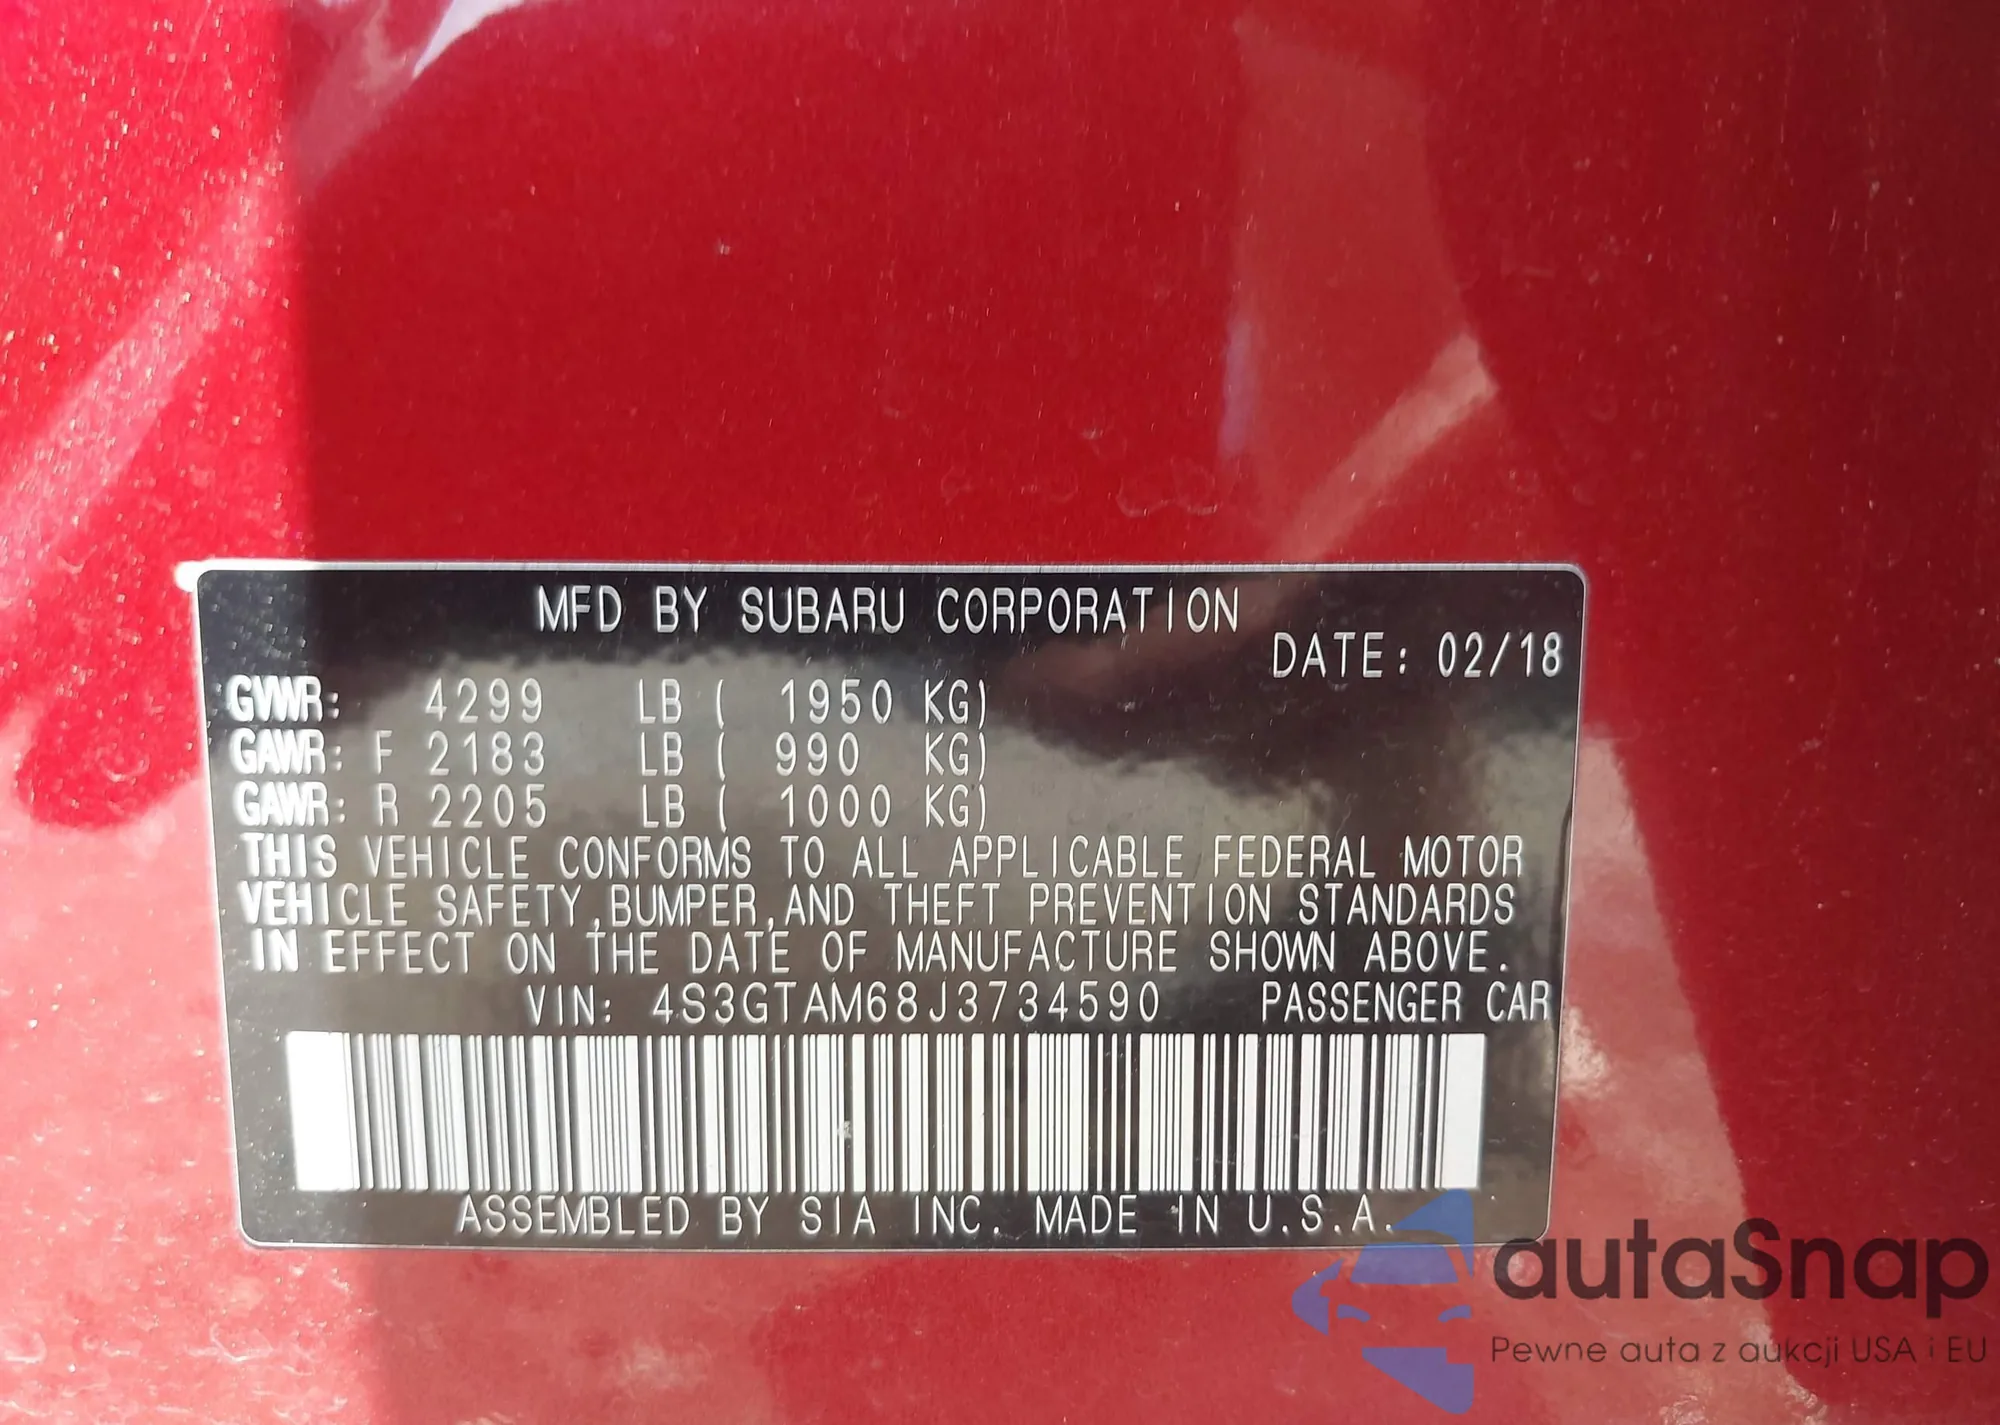 MFD BY SUBARU CORPORATION
DATE: 02/18
GVWR: 4299 LB ( 1950 KG)
GAWR: F 2183 LB ( 990 KG)
GAWR: R 2205 LB ( 1000 KG)
THIS VEHICLE CONFORMS TO ALL APPLICABLE FEDERAL MOTOR
VEHICLE SAFETY,BUMPER,AND THEFT PREVENTION STANDARDS
IN EFFECT ON THE DATE OF MANUFACTURE SHOWN ABOVE.
VIN: 4S3GTAM68J3734590 PASSENGER CAR
ASSEMBLED BY SIA INC. MADE IN U.S.A.
autaSnap
Pewne auta z aukcji USA i EU